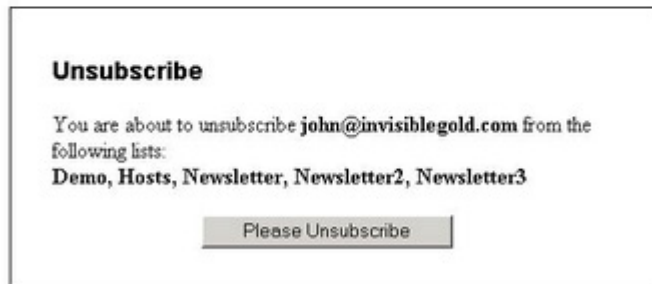 Unsubscribe
You are about to unsubscribe john@invisiblegold.com from the
following lists:
Demo, Hosts, Newsletter, Newsletter2, Newsletter3
Please Unsubscribe